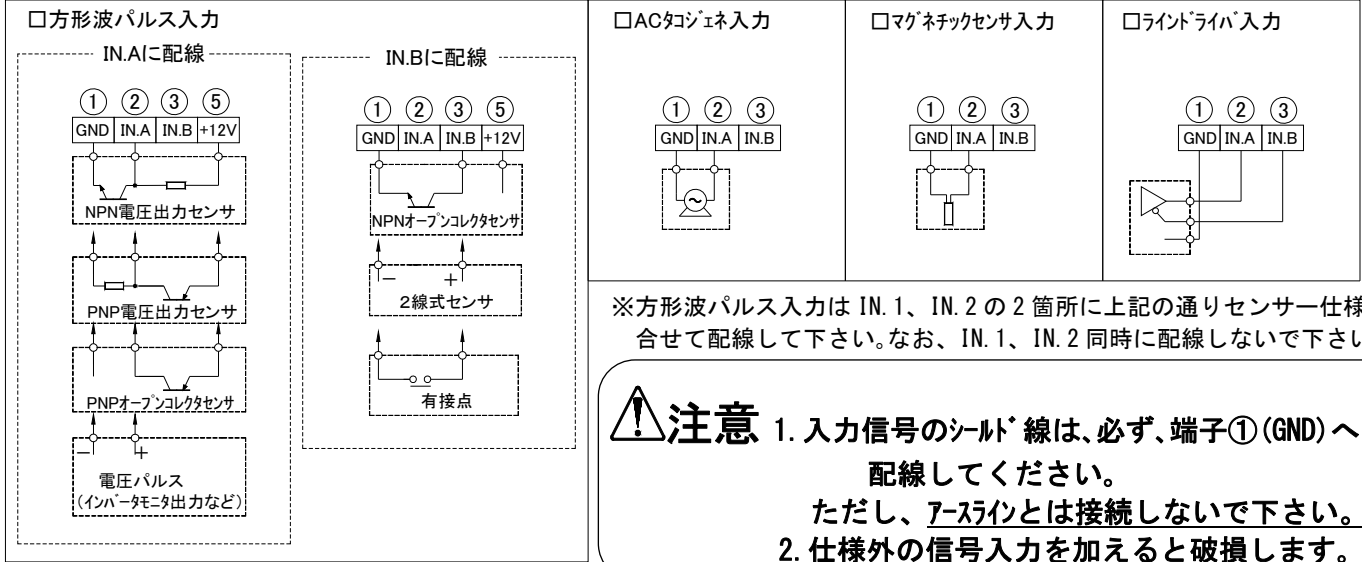 □方形波パルス入力
IN.Aに配線
① ② ③ ⑤
GND IN.A IN.B +12V
NPN電圧出力センサ
PNP電圧出力センサ
PNPオープンコレクタセンサ
− +
電圧パルス
(インバータモニタ出力など)
IN.Bに配線
① ② ③ ⑤
GND IN.A IN.B +12V
NPNオープンコレクタセンサ
− +
2線式センサ
有接点
□ACタコジェネ入力
① ② ③
GND IN.A IN.B
□マグネチックセンサ入力
① ② ③
GND IN.A IN.B
□ラインドライバ入力
① ② ③
GND IN.A IN.B
※方形波パルス入力は IN.1、IN.2 の 2 箇所に上記の通りセンサー仕様
合せて配線して下さい。なお、IN.1、IN.2 同時に配線しないで下さい
注意 1.入力信号のシールド線は、必ず、端子①(GND)へ
配線してください。
ただし、アースラインとは接続しないで下さい。
2.仕様外の信号入力を加えると破損します。